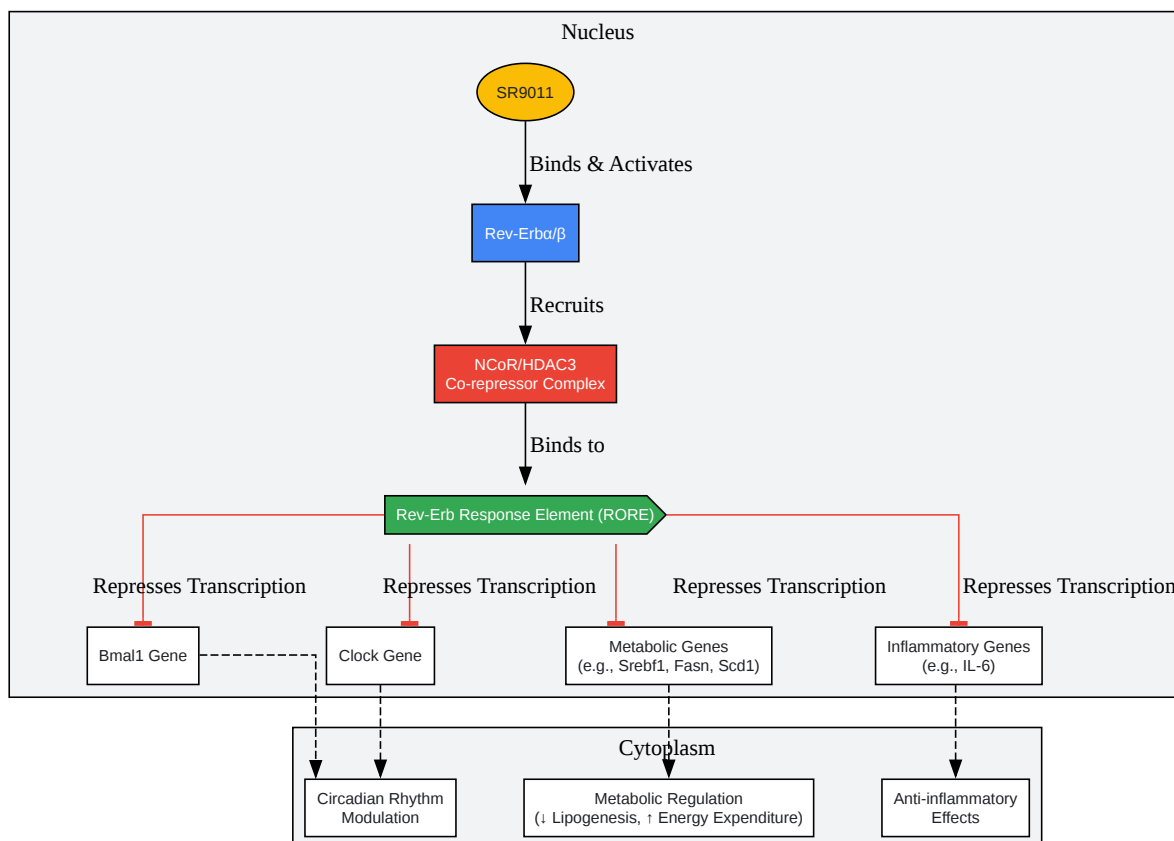 Nucleus
SR9011
Binds & Activates
Rev-Erbα/β
Recruits
NCoR/HDAC3
Co-repressor Complex
Binds to
Rev-Erb Response Element (RORE)
Represses Transcription
Represses Transcription
Represses Transcription
Represses Transcription
Bmal1 Gene
Clock Gene
Metabolic Genes
(e.g., Srebf1, Fasn, Scd1)
Inflammatory Genes
(e.g., IL-6)
Cytoplasm
Circadian Rhythm
Modulation
Metabolic Regulation
(↓ Lipogenesis, ↑ Energy Expenditure)
Anti-inflammatory
Effects